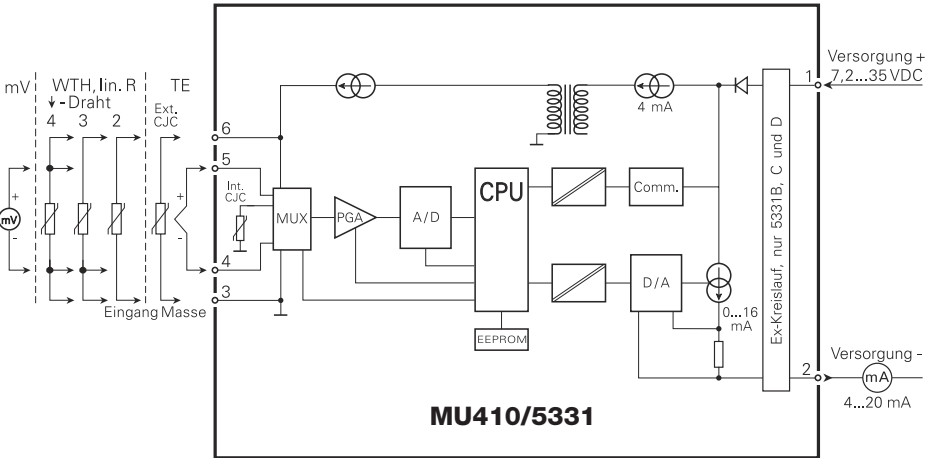 mV
WTH, lin. R
↓ - Draht
4 3 2
TE
Ext.
CJC
+
-
mV
+
-
6
5
4
3
Eingang Masse
Int.
CJC
MUX
PGA
A/D
CPU
EEPROM
Comm.
D/A
4 mA
0...16
mA
Ex-Kreislauf, nur 5331B, C und D
1
Versorgung +
7,2...35 VDC
2
Versorgung -
mA
4...20 mA
MU410/5331